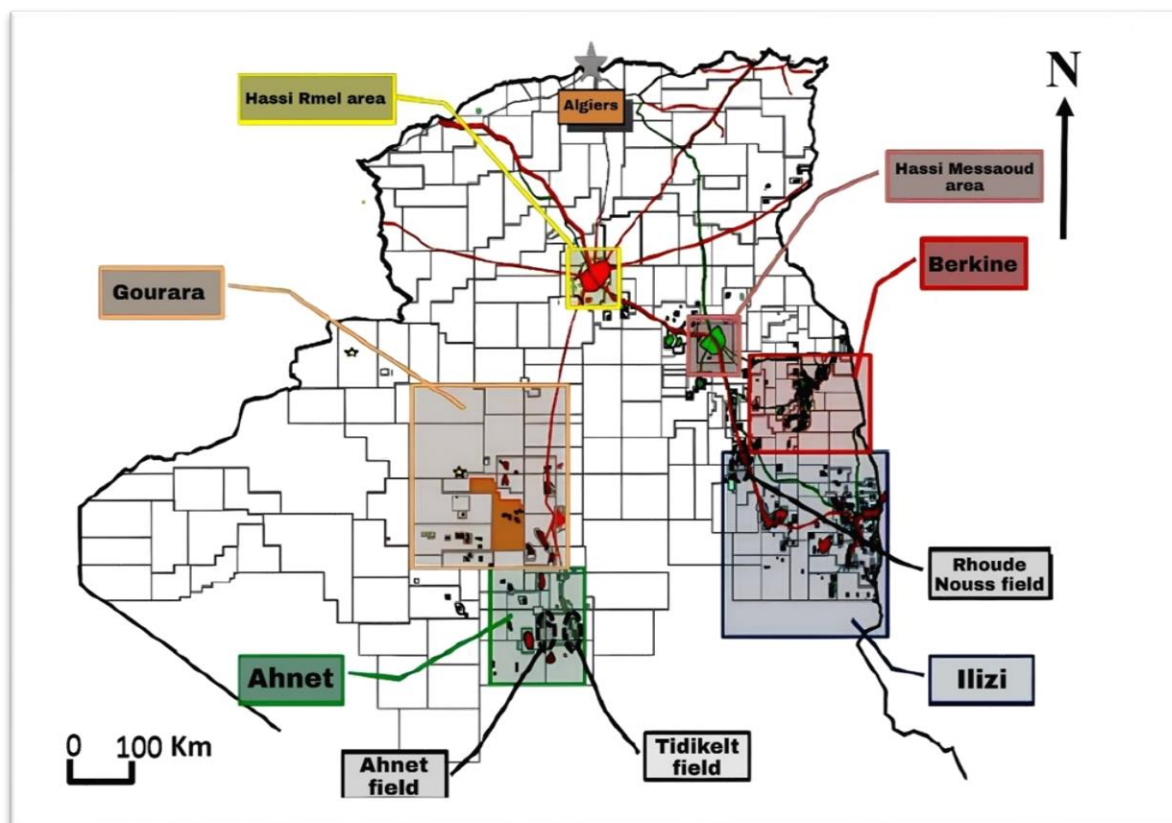 N
Hassi Rmel area
Algiers
Hassi Messaoud
area
Berkine
Gourara
Rhoude
Nouss field
Ahnet
Ilizi
0 100 Km
Ahnet
field
Tidikelt
field